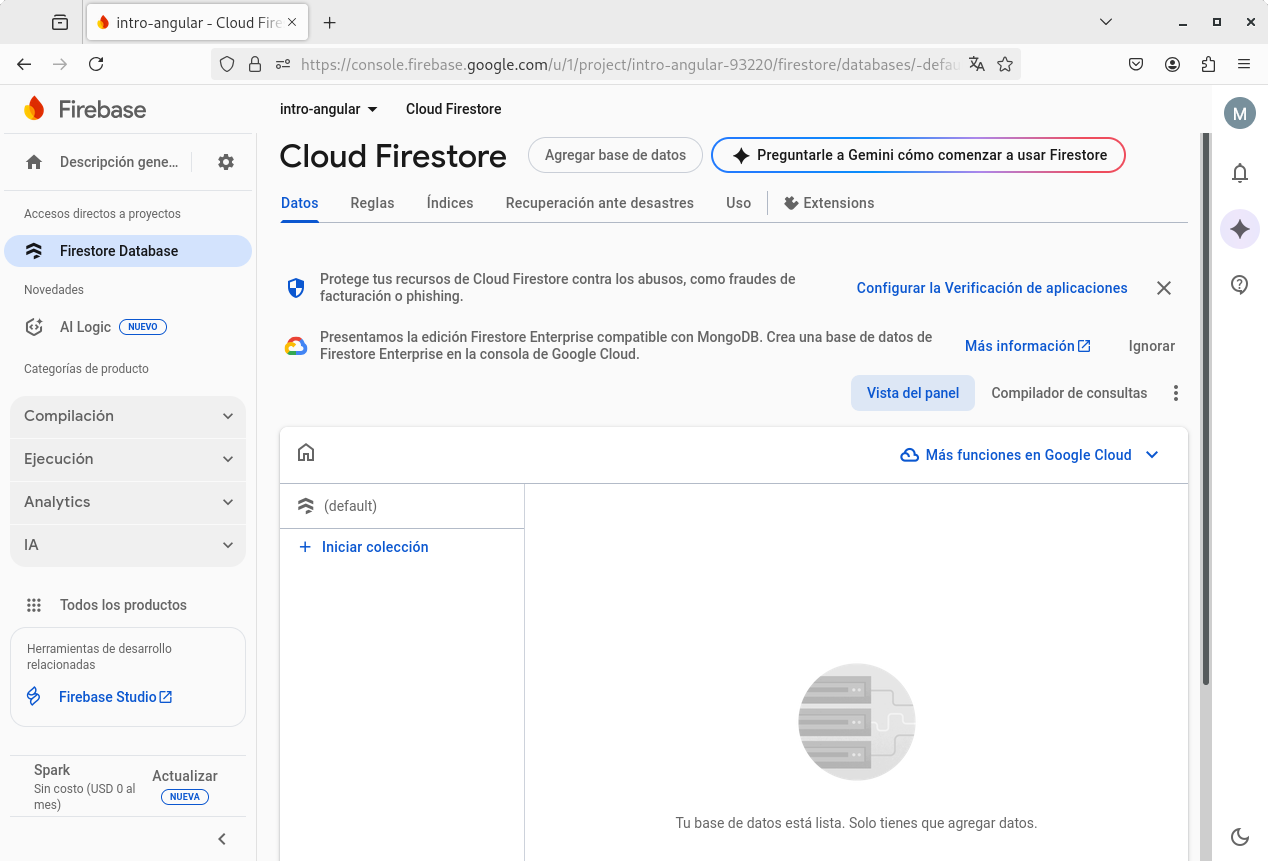 intro-angular - Cloud Fire
https://console.firebase.google.com/u/1/project/intro-angular-93220/firestore/databases/-defau
Firebase
intro-angular
Cloud Firestore
M
Descripción gene...
Cloud Firestore
Agregar base de datos
Preguntarle a Gemini cómo comenzar a usar Firestore
Datos
Reglas
Índices
Recuperación ante desastres
Uso
Extensions
Accesos directos a proyectos
Firestore Database
Novedades
AI Logic
NUEVO
Categorías de producto
Compilación
Ejecución
Analytics
IA
Todos los productos
Herramientas de desarrollo
relacionadas
Firebase Studio
Spark
Sin costo (USD 0 al
mes)
Actualizar
NUEVA
Protege tus recursos de Cloud Firestore contra los abusos, como fraudes de
facturación o phishing.
Configurar la Verificación de aplicaciones
Presentamos la edición Firestore Enterprise compatible con MongoDB. Crea una base de datos de
Firestore Enterprise en la consola de Google Cloud.
Más información
Ignorar
Vista del panel
Compilador de consultas
Más funciones en Google Cloud
(default)
Iniciar colección
Tu base de datos está lista. Solo tienes que agregar datos.